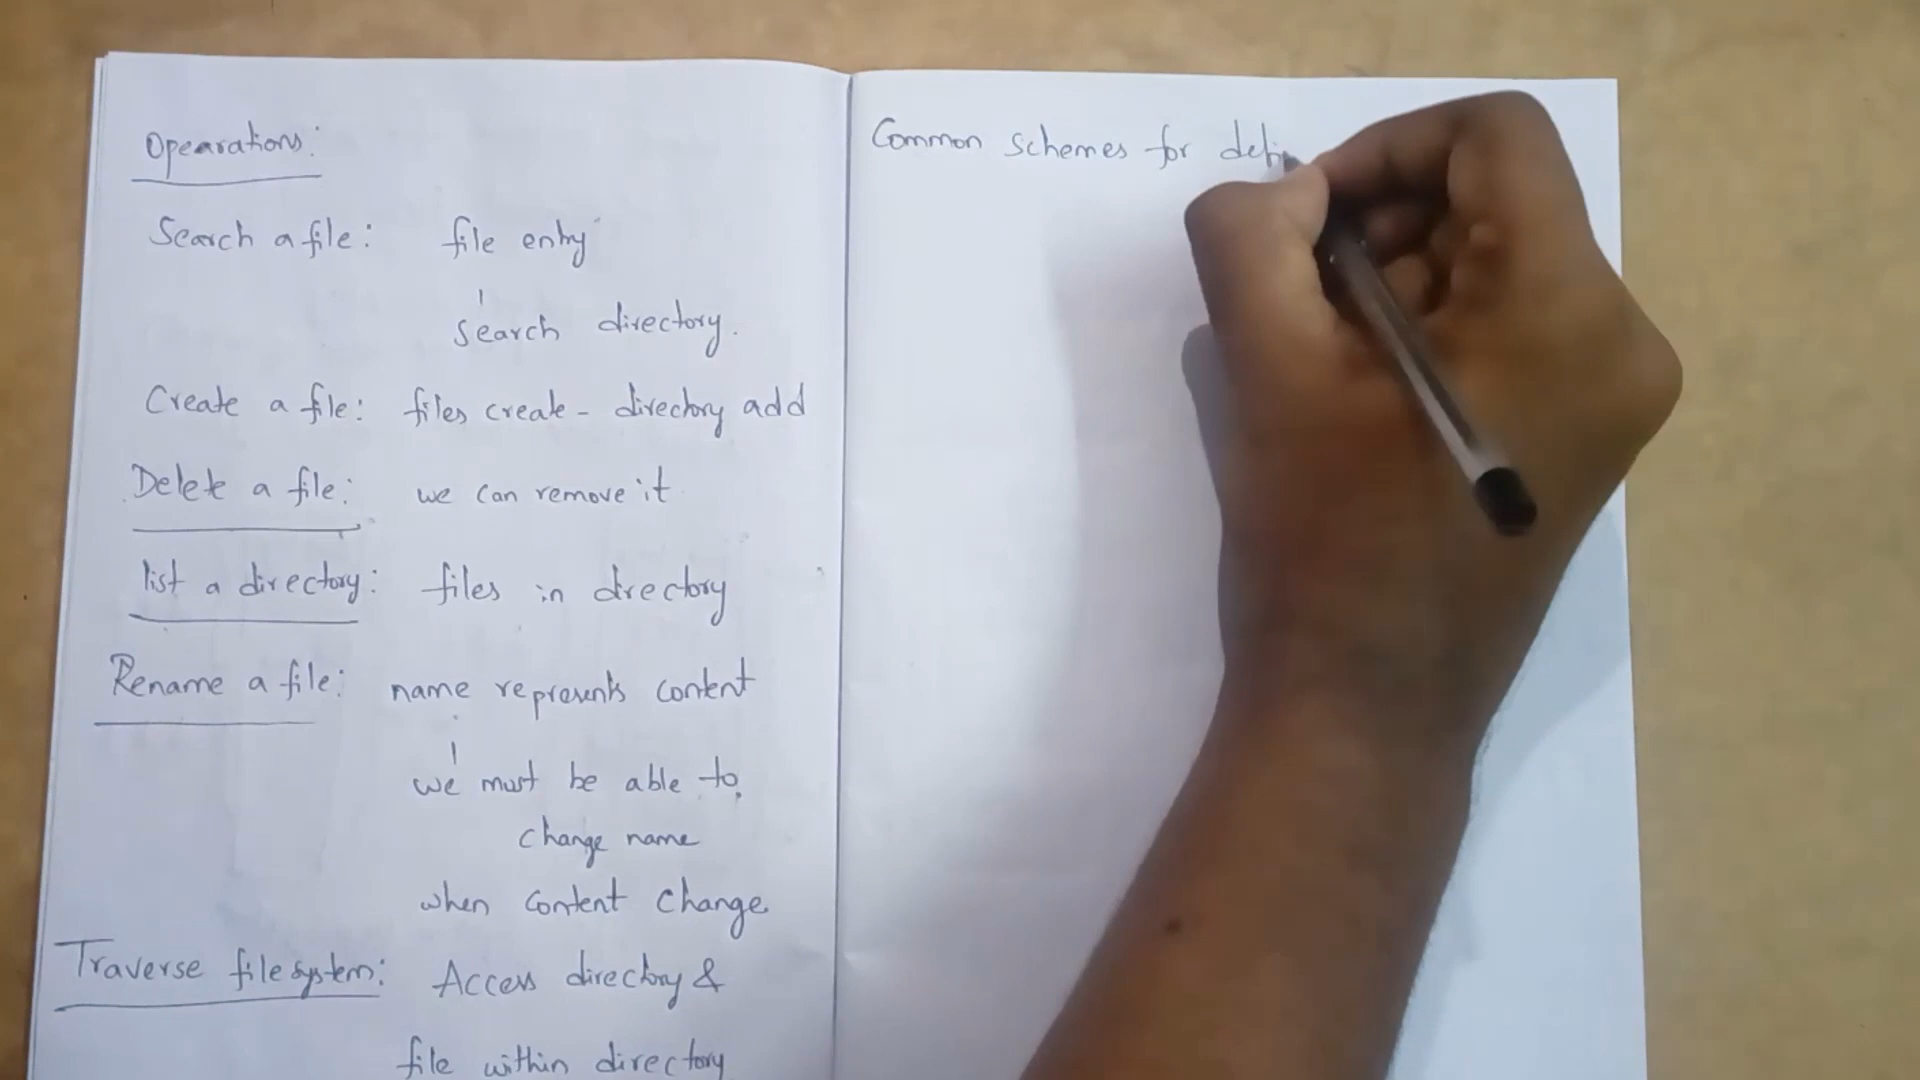 Opearations:
Search a file: file entry
search directory.
Create a file: files create - directory add
Delete a file: we can remove it
list a directory: files in directory
Rename a file: name represents content
we must be able to
change name
when content change
Traverse file system: Access directory &
file within directory
Common schemes for defi